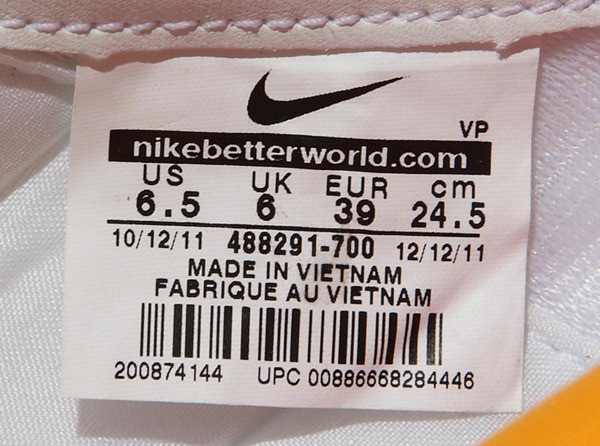 VP
nikebetterworld.com
US UK EUR cm
6.5 6 39 24.5
10/12/11 488291-700 12/12/11
MADE IN VIETNAM
FABRIQUE AU VIETNAM
200874144 UPC 00886668284446